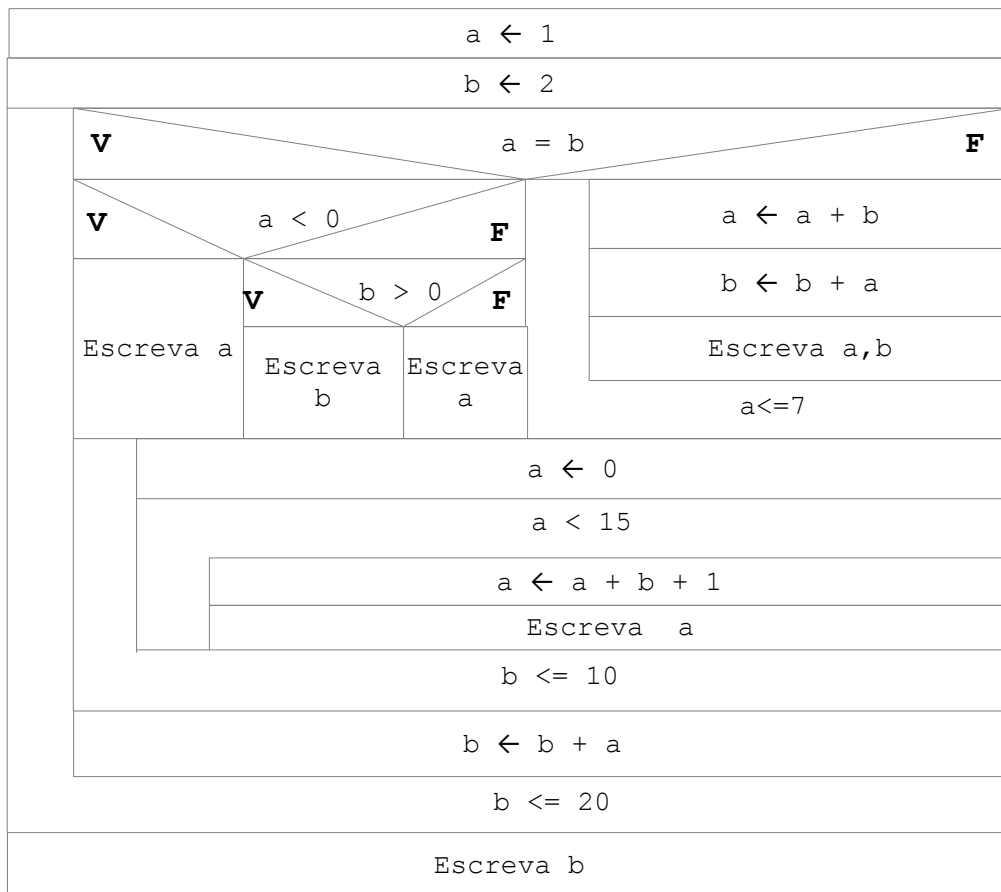 a ← 1
b ← 2
V a = b F
V a < 0 F
a ← a + b
V b > 0 F
b ← b + a
Escreva a
Escreva
b
Escreva
a
Escreva a,b
a<=7
a ← 0
a < 15
a ← a + b + 1
Escreva a
b <= 10
b ← b + a
b <= 20
Escreva b